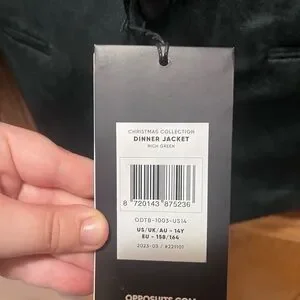 CHRISTMAS COLLECTION
DINNER JACKET
RICH GREEN
8 720143 875236
ODTB-1003-US14
US/UK/AU - 14Y
EU - 158/164
2023-03 / #221101
OPPOSUITS.COM